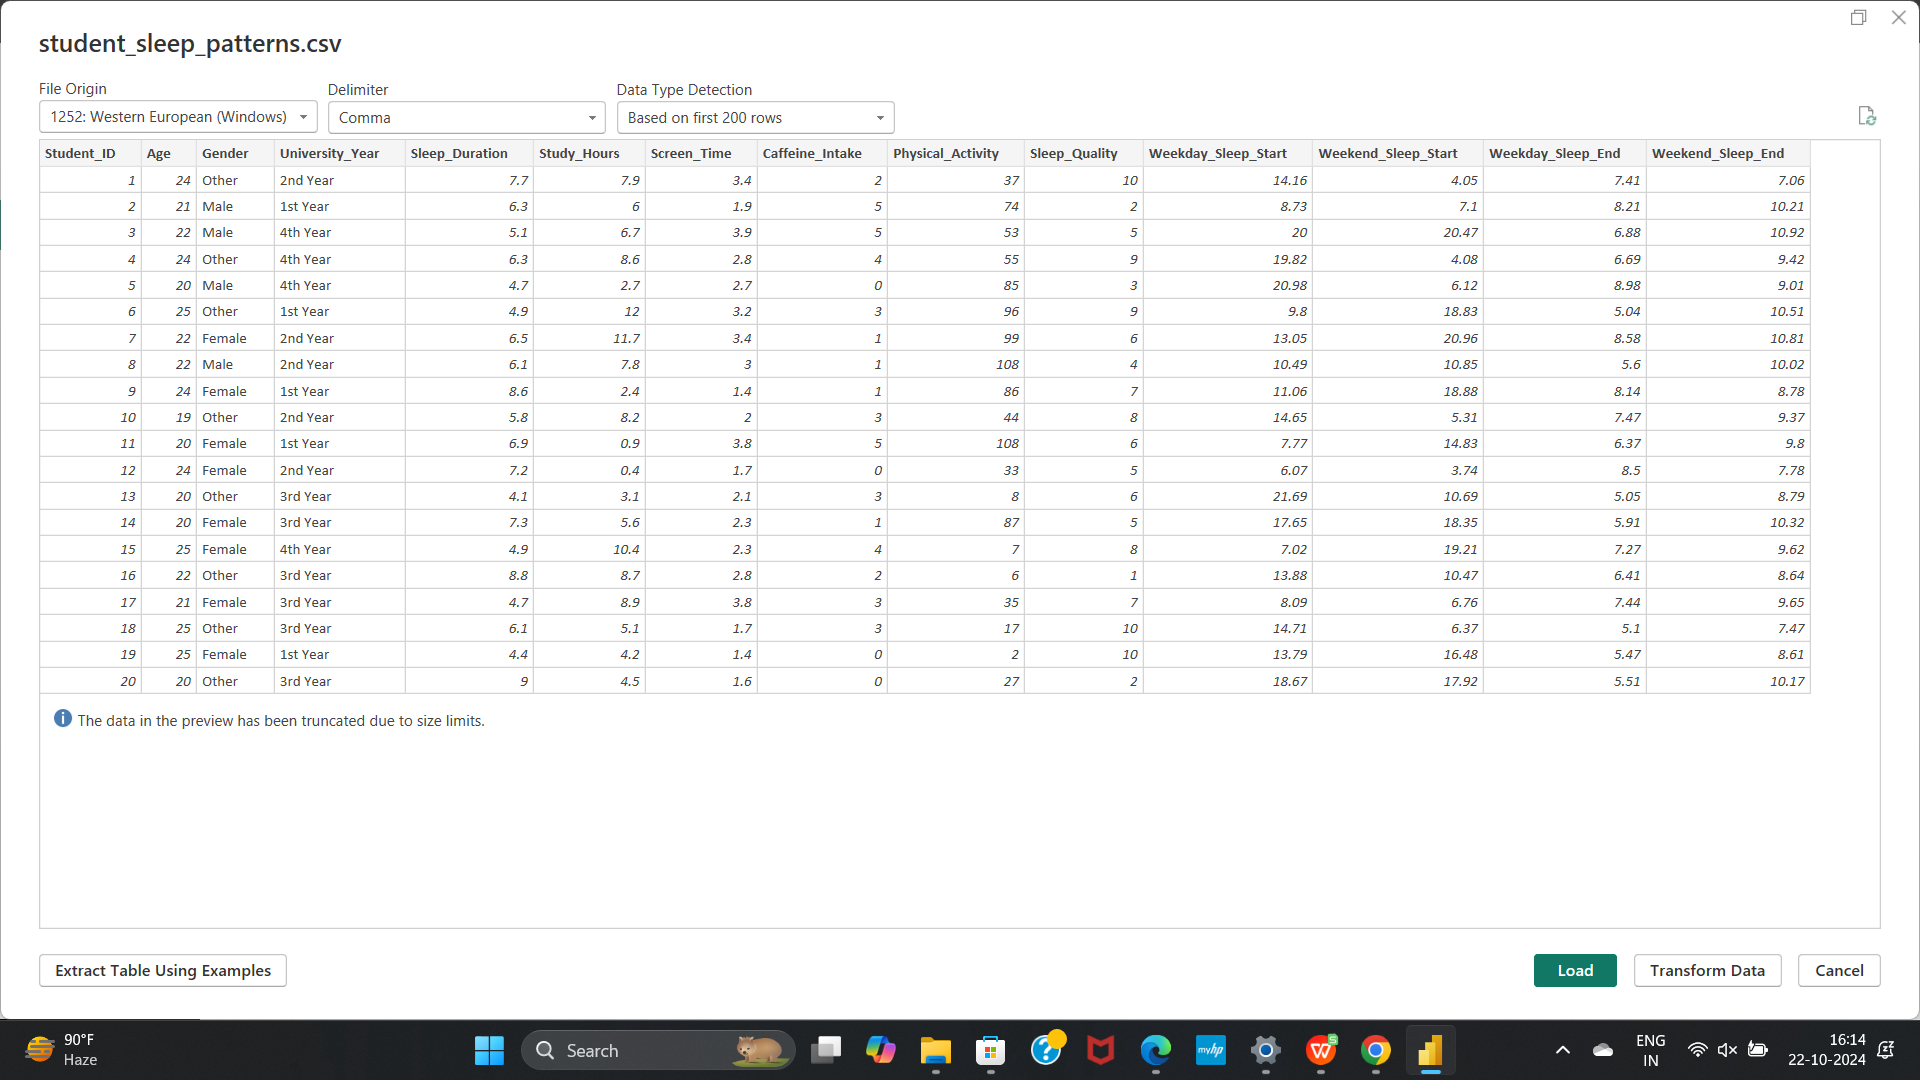 student_sleep_patterns.csv
File Origin Delimiter Data Type Detection
1252: Western European (Windows) Comma Based on first 200 rows
Student_ID Age Gender University_Year Sleep_Duration Study_Hours Screen_Time Caffeine_Intake Physical_Activity Sleep_Quality Weekday_Sleep_Start Weekend_Sleep_Start Weekday_Sleep_End Weekend_Sleep_End
1 24 Other 2nd Year 7.7 7.9 3.4 2 37 10 14.16 4.05 7.41 7.06
2 21 Male 1st Year 6.3 6 1.9 5 74 2 8.73 7.1 8.21 10.21
3 22 Male 4th Year 5.1 6.7 3.9 5 53 5 20 20.47 6.88 10.92
4 24 Other 4th Year 6.3 8.6 2.8 4 55 9 19.82 4.08 6.69 9.42
5 20 Male 4th Year 4.7 2.7 2.7 0 85 3 20.98 6.12 8.98 9.01
6 25 Other 1st Year 4.9 12 3.2 3 96 9 9.8 18.83 5.04 10.51
7 22 Female 2nd Year 6.5 11.7 3.4 1 99 6 13.05 20.96 8.58 10.81
8 22 Male 2nd Year 6.1 7.8 3 1 108 4 10.49 10.85 5.6 10.02
9 24 Female 1st Year 8.6 2.4 1.4 1 86 7 11.06 18.88 8.14 8.78
10 19 Other 2nd Year 5.8 8.2 2 3 44 8 14.65 5.31 7.47 9.37
11 20 Female 1st Year 6.9 0.9 3.8 5 108 6 7.77 14.83 6.37 9.8
12 24 Female 2nd Year 7.2 0.4 1.7 0 33 5 6.07 3.74 8.5 7.78
13 20 Other 3rd Year 4.1 3.1 2.1 3 8 6 21.69 10.69 5.05 8.79
14 20 Female 3rd Year 7.3 5.6 2.3 1 87 5 17.65 18.35 5.91 10.32
15 25 Female 4th Year 4.9 10.4 2.3 4 7 8 7.02 19.21 7.27 9.62
16 22 Other 3rd Year 8.8 8.7 2.8 2 6 1 13.88 10.47 6.41 8.64
17 21 Female 3rd Year 4.7 8.9 3.8 3 35 7 8.09 6.76 7.44 9.65
18 25 Other 3rd Year 6.1 5.1 1.7 3 17 10 14.71 6.37 5.1 7.47
19 25 Female 1st Year 4.4 4.2 1.4 0 2 10 13.79 16.48 5.47 8.61
20 20 Other 3rd Year 9 4.5 1.6 0 27 2 18.67 17.92 5.51 10.17
The data in the preview has been truncated due to size limits.
Extract Table Using Examples Load Transform Data Cancel
90°F
Haze
Search
myhp
ENG
IN
16:14
22-10-2024